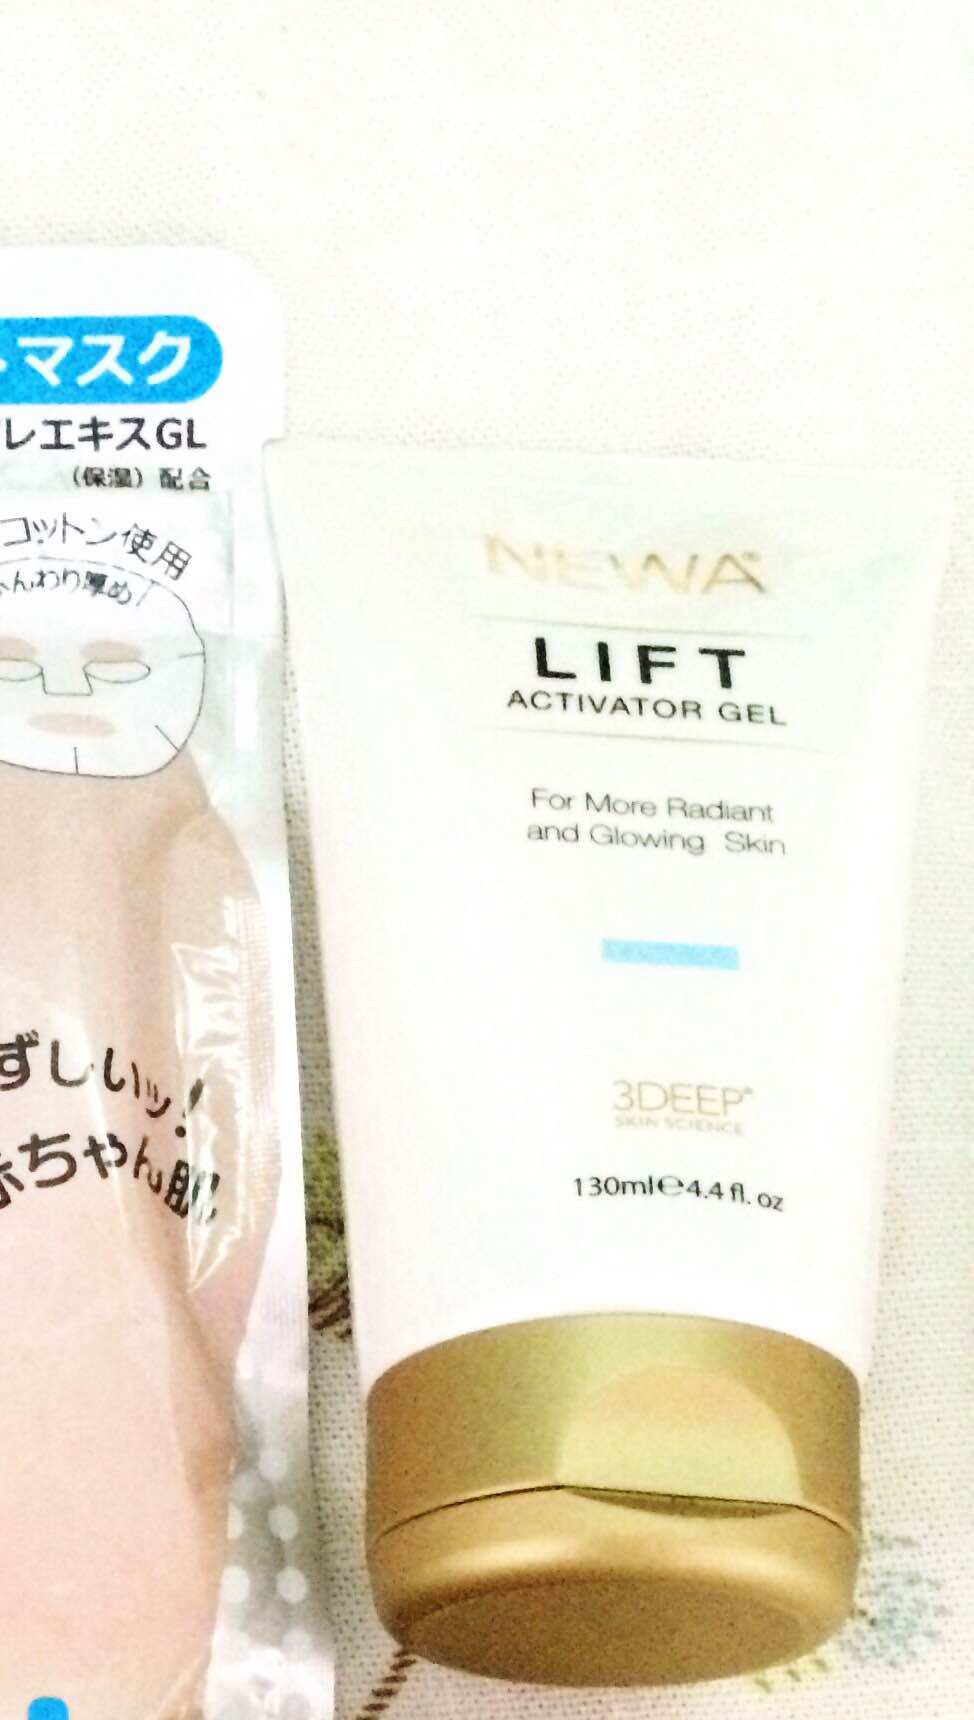 マスク
レエキスGL
(保湿)配合
コットン使用
んわり厚め
ずしいッ!
ちゃん肌
NEWA®
LIFT
ACTIVATOR GEL
For More Radiant
and Glowing Skin
3DEEP®
SKIN SCIENCE
130ml℮4.4 fl. oz